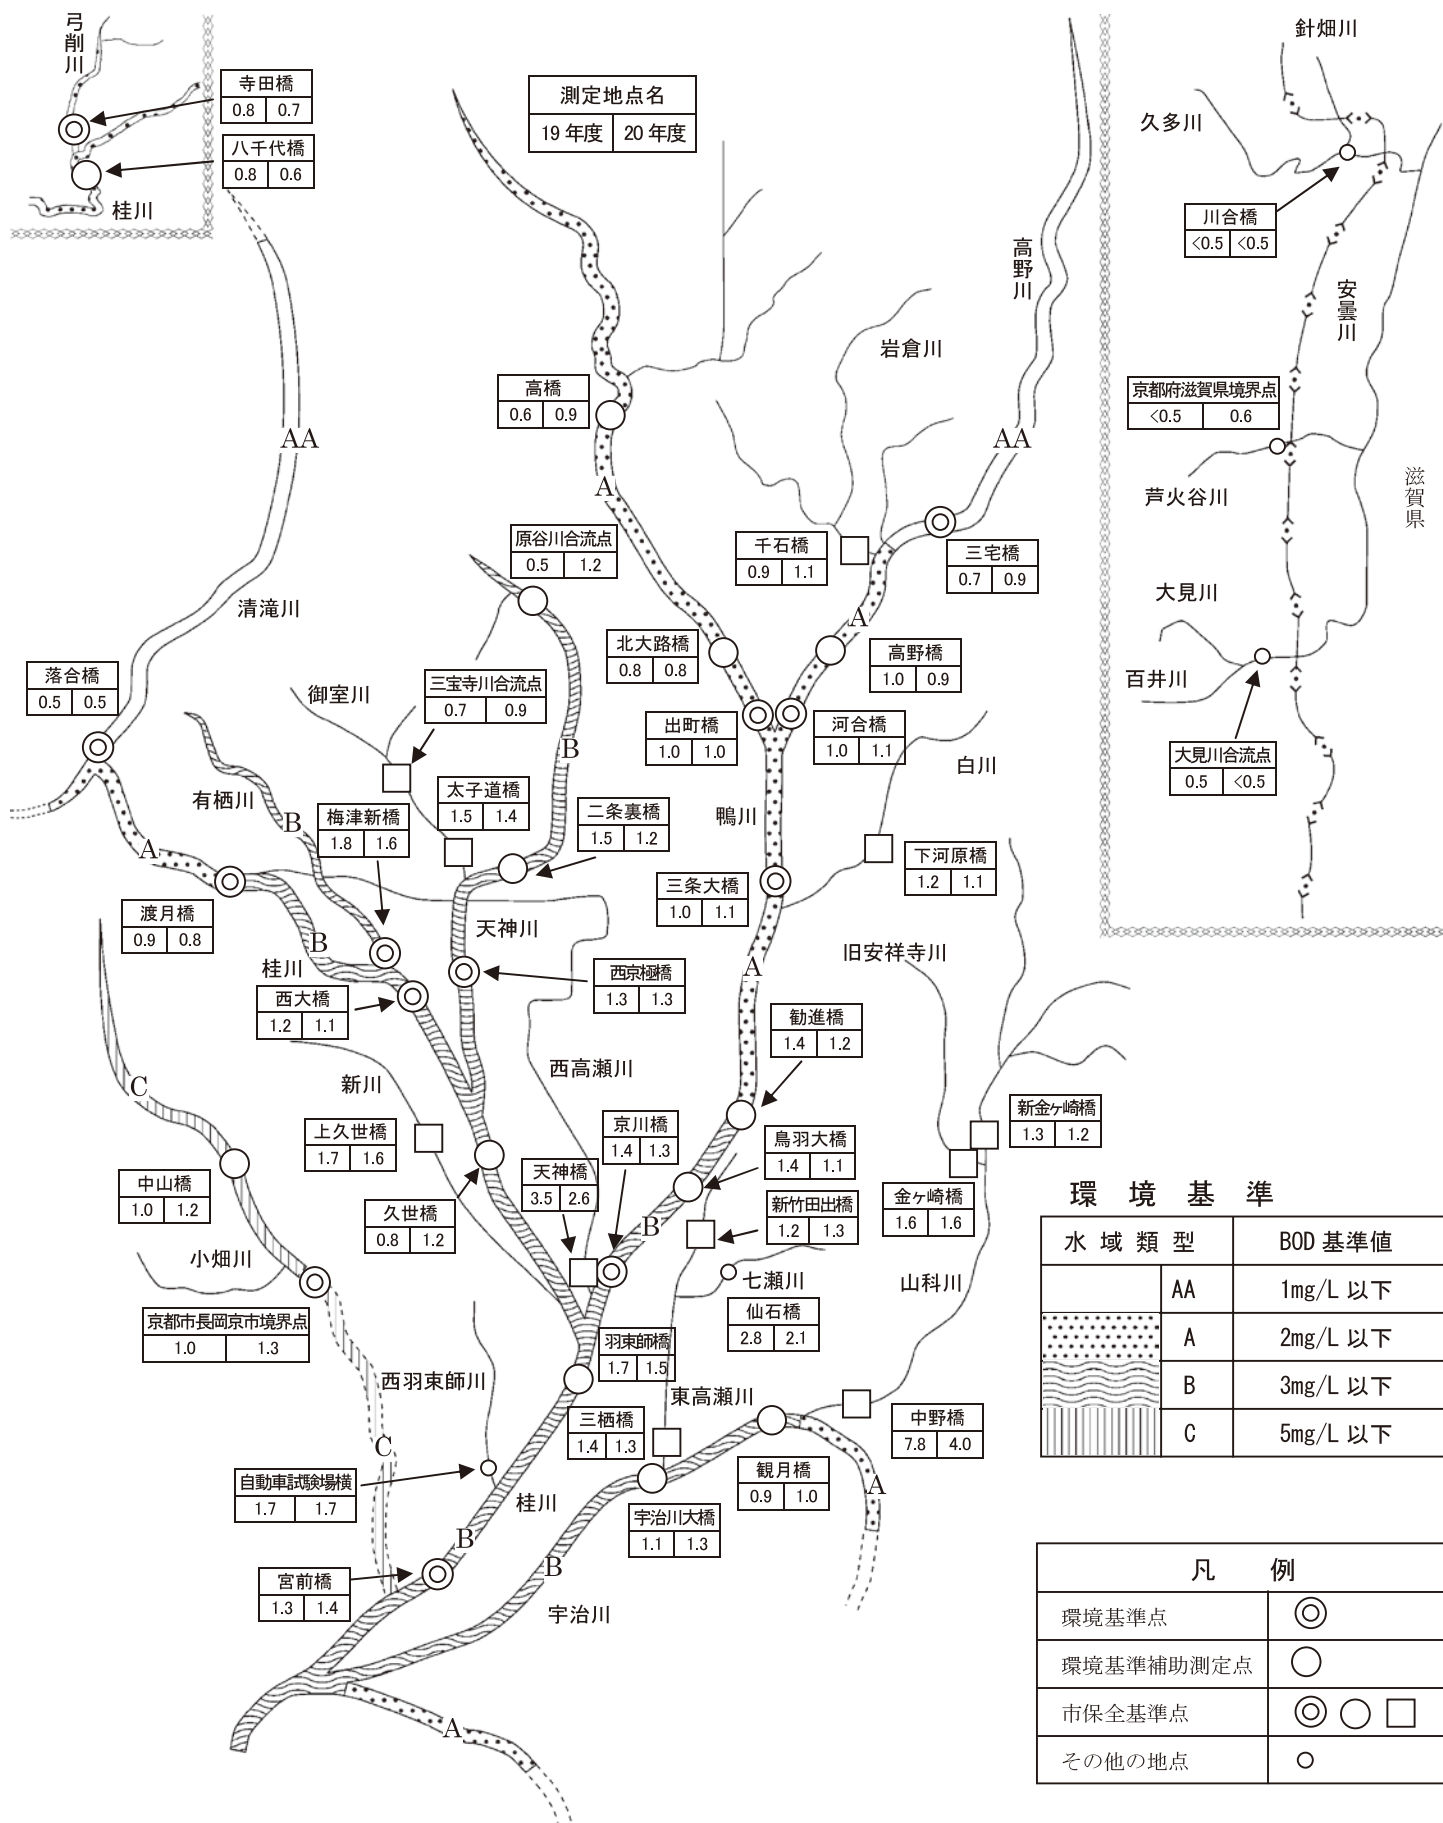 弓削川
寺田橋
0.8 0.7
八千代橋
0.8 0.6
桂川
測定地点名
19 年度 20 年度
針畑川
久多川
川合橋
<0.5 <0.5
安曇川
京都府滋賀県境界点
<0.5 0.6
芦火谷川
滋賀県
大見川
百井川
大見川合流点
0.5 <0.5
高野川
岩倉川
高橋
0.6 0.9
AA
AA
A
原谷川合流点
0.5 1.2
千石橋
0.9 1.1
三宅橋
0.7 0.9
清滝川
A
北大路橋
0.8 0.8
高野橋
1.0 0.9
落合橋
0.5 0.5
御室川
三宝寺川合流点
0.7 0.9
出町橋
1.0 1.0
河合橋
1.0 1.1
B
白川
有栖川
太子道橋
1.5 1.4
二条裏橋
1.5 1.2
鴨川
B
梅津新橋
1.8 1.6
A
下河原橋
1.2 1.1
三条大橋
1.0 1.1
渡月橋
0.9 0.8
天神川
B
桂川
旧安祥寺川
A
西京極橋
1.3 1.3
西大橋
1.2 1.1
勧進橋
1.4 1.2
西高瀬川
新川
C
新金ヶ崎橋
1.3 1.2
上久世橋
1.7 1.6
京川橋
1.4 1.3
鳥羽大橋
1.4 1.1
天神橋
3.5 2.6
中山橋
1.0 1.2
久世橋
0.8 1.2
新竹田出橋
1.2 1.3
金ヶ崎橋
1.6 1.6
B
小畑川
七瀬川
山科川
仙石橋
2.8 2.1
京都市長岡京市境界点
1.0 1.3
羽束師橋
1.7 1.5
西羽束師川
東高瀬川
三栖橋
1.4 1.3
中野橋
7.8 4.0
C
自動車試験場横
1.7 1.7
観月橋
0.9 1.0
A
桂川
宇治川大橋
1.1 1.3
B
B
宮前橋
1.3 1.4
宇治川
A
環境基準
水域類型 BOD 基準値
AA 1mg/L 以下
A 2mg/L 以下
B 3mg/L 以下
C 5mg/L 以下
凡例
環境基準点
環境基準補助測定点
市保全基準点
その他の地点